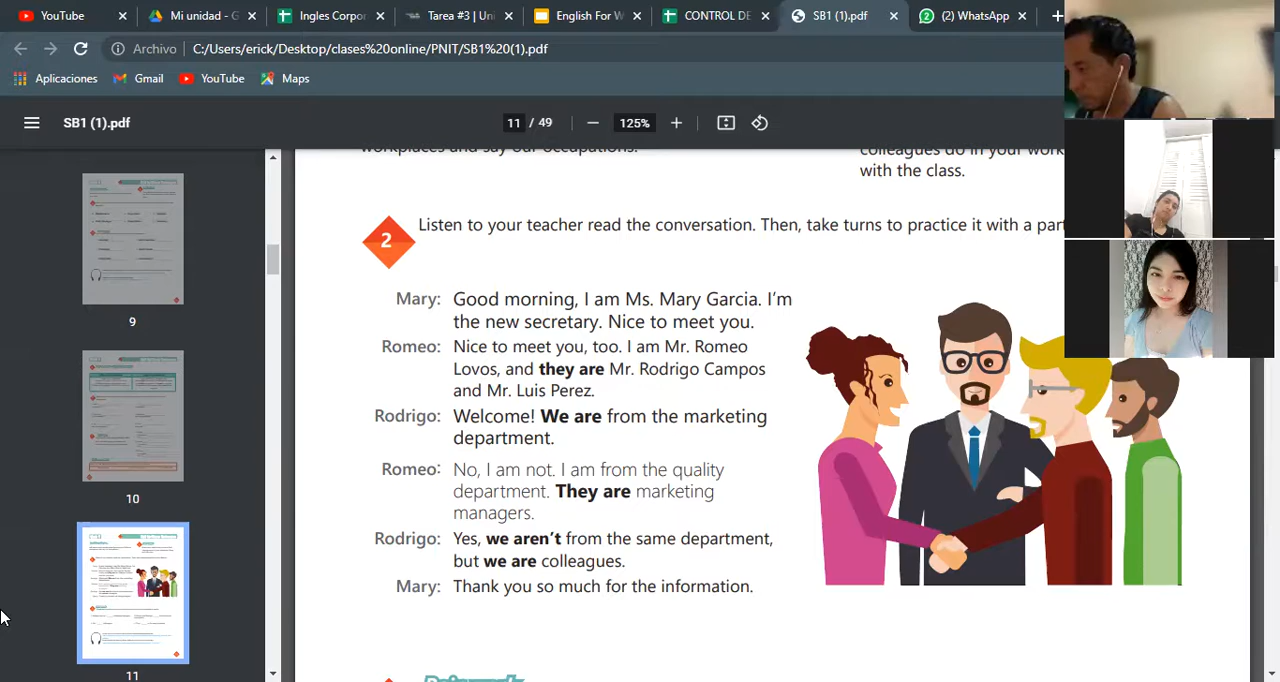 YouTube
Mi unidad - G
Ingles Corpo
Tarea #3 | Un
English For W
CONTROL DE
SB1 (1).pdf
(2) WhatsApp
Archivo
C:/Users/erick/Desktop/clases%20online/PNIT/SB1%20(1).pdf
Aplicaciones
Gmail
YouTube
Maps
SB1 (1).pdf
11 / 49
125%
9
10
11
workplaces and say our occupations.
colleagues do in your work
with the class.
2
Listen to your teacher read the conversation. Then, take turns to practice it with a part
Mary: Good morning, I am Ms. Mary Garcia. I'm
the new secretary. Nice to meet you.
Romeo: Nice to meet you, too. I am Mr. Romeo
Lovos, and they are Mr. Rodrigo Campos
and Mr. Luis Perez.
Rodrigo: Welcome! We are from the marketing
department.
Romeo: No, I am not. I am from the quality
department. They are marketing
managers.
Rodrigo: Yes, we aren't from the same department,
but we are colleagues.
Mary: Thank you so much for the information.